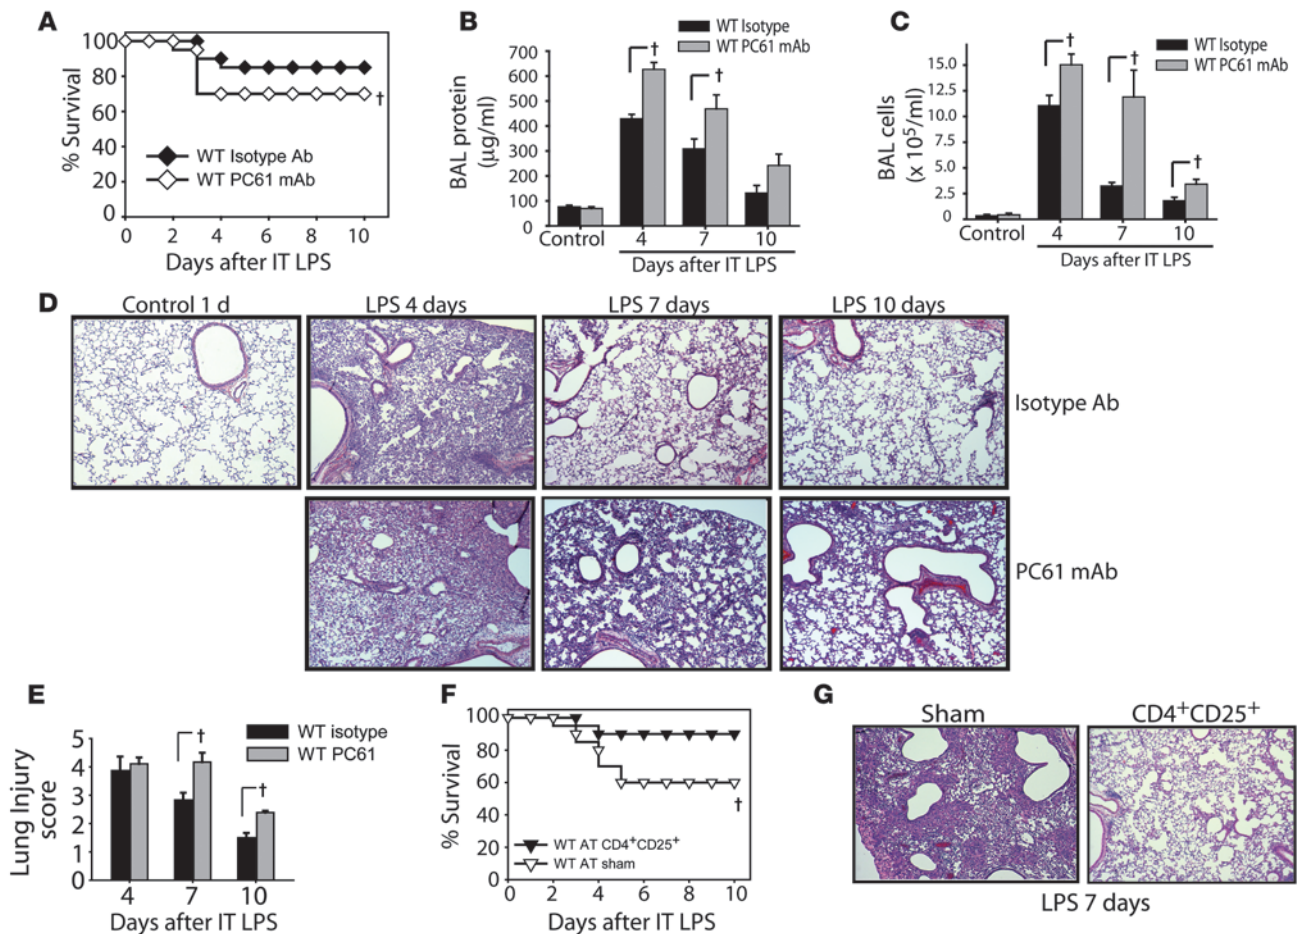 A
100
80
60
40
20
0
% Survival
WT Isotype Ab
WT PC61 mAb
†
0 2 4 6 8 10
Days after IT LPS
B
WT Isotype
WT PC61 mAb
700
600
500
400
300
200
100
0
BAL protein
(μg/ml)
† †
Control 4 7 10
Days after IT LPS
C
WT Isotype
WT PC61 mAb
15.0
12.5
10.0
7.5
5.0
2.5
0
BAL cells
(x 10⁵/ml)
† † †
Control 4 7 10
Days after IT LPS
D
Control 1 d LPS 4 days LPS 7 days LPS 10 days
Isotype Ab
PC61 mAb
E
WT isotype
WT PC61
5
4
3
2
1
0
Lung Injury
score
† †
4 7 10
Days after IT LPS
F
100
80
60
40
20
0
% Survival
†
WT AT CD4⁺CD25⁺
WT AT sham
0 2 4 6 8 10
Days after IT LPS
G
Sham CD4⁺CD25⁺
LPS 7 days